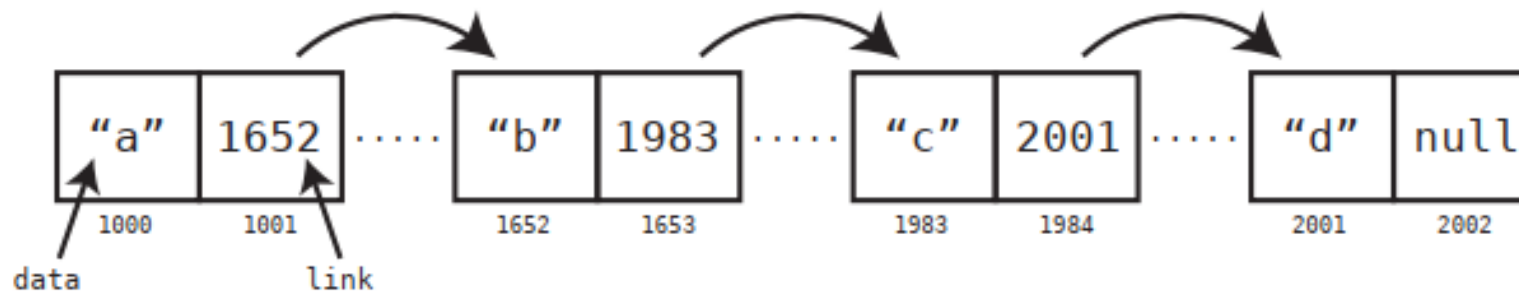 “a” 1652 ..... “b” 1983 ..... “c” 2001 ..... “d” null
1000 1001 1652 1653 1983 1984 2001 2002
data link